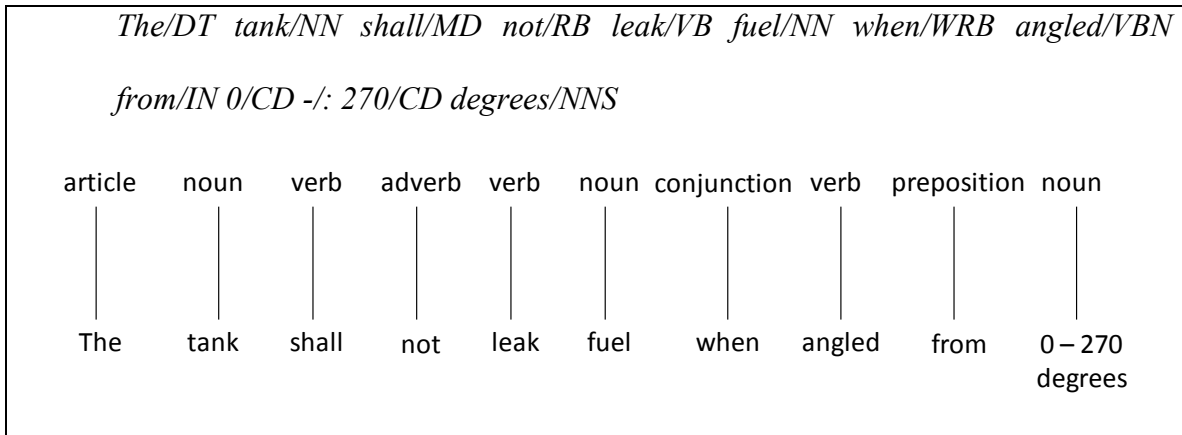 The/DT tank/NN shall/MD not/RB leak/VB fuel/NN when/WRB angled/VBN
from/IN 0/CD -/: 270/CD degrees/NNS
article noun verb adverb verb noun conjunction verb preposition noun
The tank shall not leak fuel when angled from 0 – 270
degrees